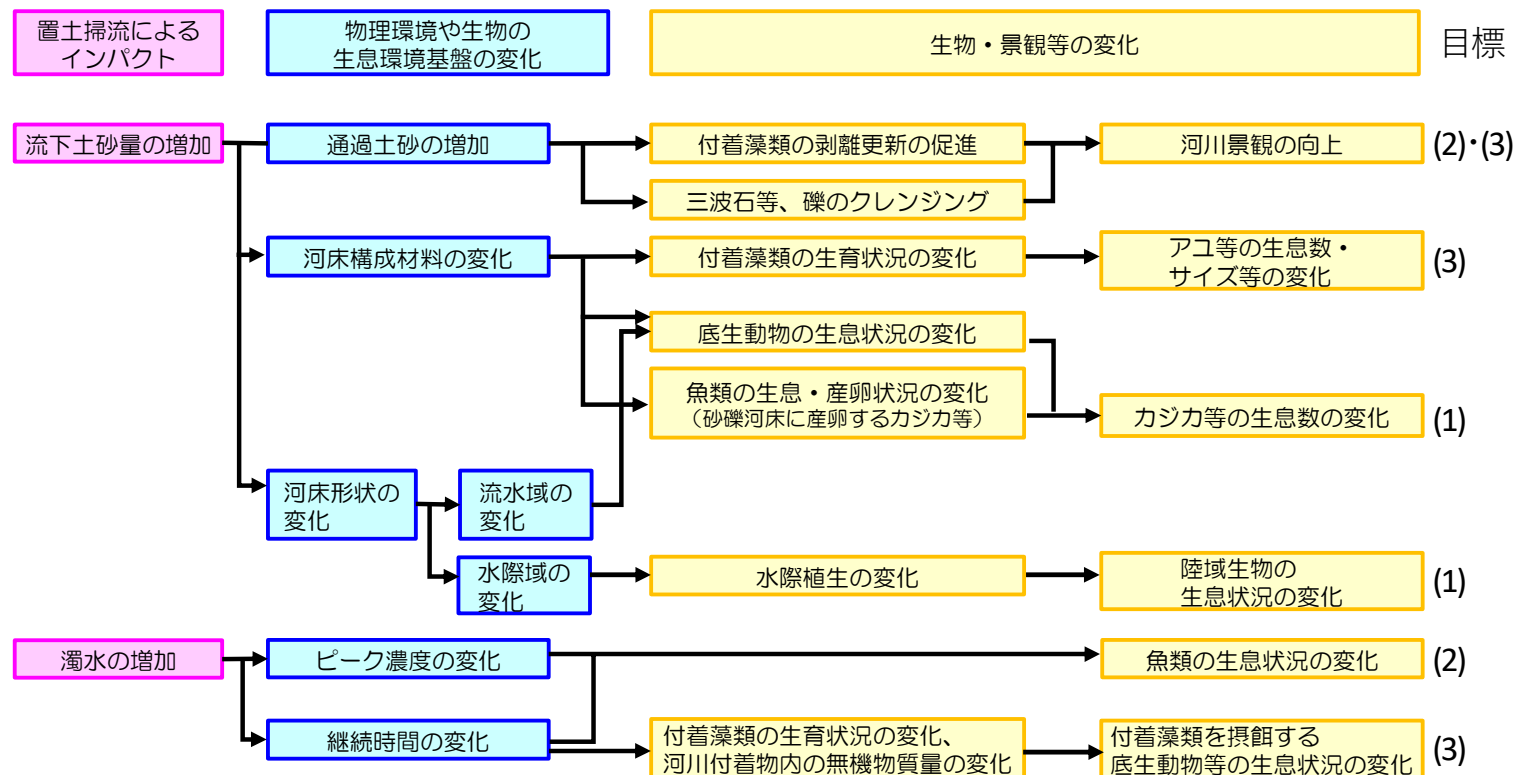 置土掃流による
インパクト
物理環境や生物の
生息環境基盤の変化
生物・景観等の変化
目標
流下土砂量の増加
通過土砂の増加
付着藻類の剥離更新の促進
河川景観の向上
(2)・(3)
三波石等、礫のクレンジング
河床構成材料の変化
付着藻類の生育状況の変化
アユ等の生息数・
サイズ等の変化
(3)
底生動物の生息状況の変化
魚類の生息・産卵状況の変化
（砂礫河床に産卵するカジカ等）
カジカ等の生息数の変化
(1)
河床形状の
変化
流水域の
変化
水際域の
変化
水際植生の変化
陸域生物の
生息状況の変化
(1)
濁水の増加
ピーク濃度の変化
魚類の生息状況の変化
(2)
継続時間の変化
付着藻類の生育状況の変化、
河川付着物内の無機物質量の変化
付着藻類を摂餌する
底生動物等の生息状況の変化
(3)